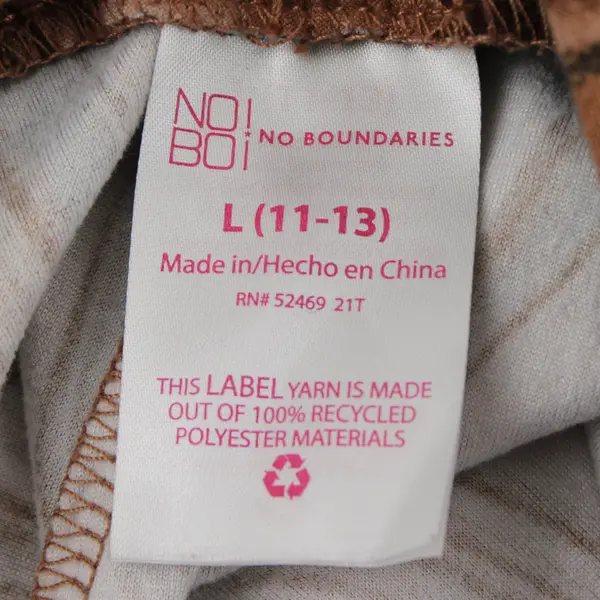 NO!
BOi
NO BOUNDARIES
L (11-13)
Made in/Hecho en China
RN# 52469 21T
THIS LABEL YARN IS MADE
OUT OF 100% RECYCLED
POLYESTER MATERIALS